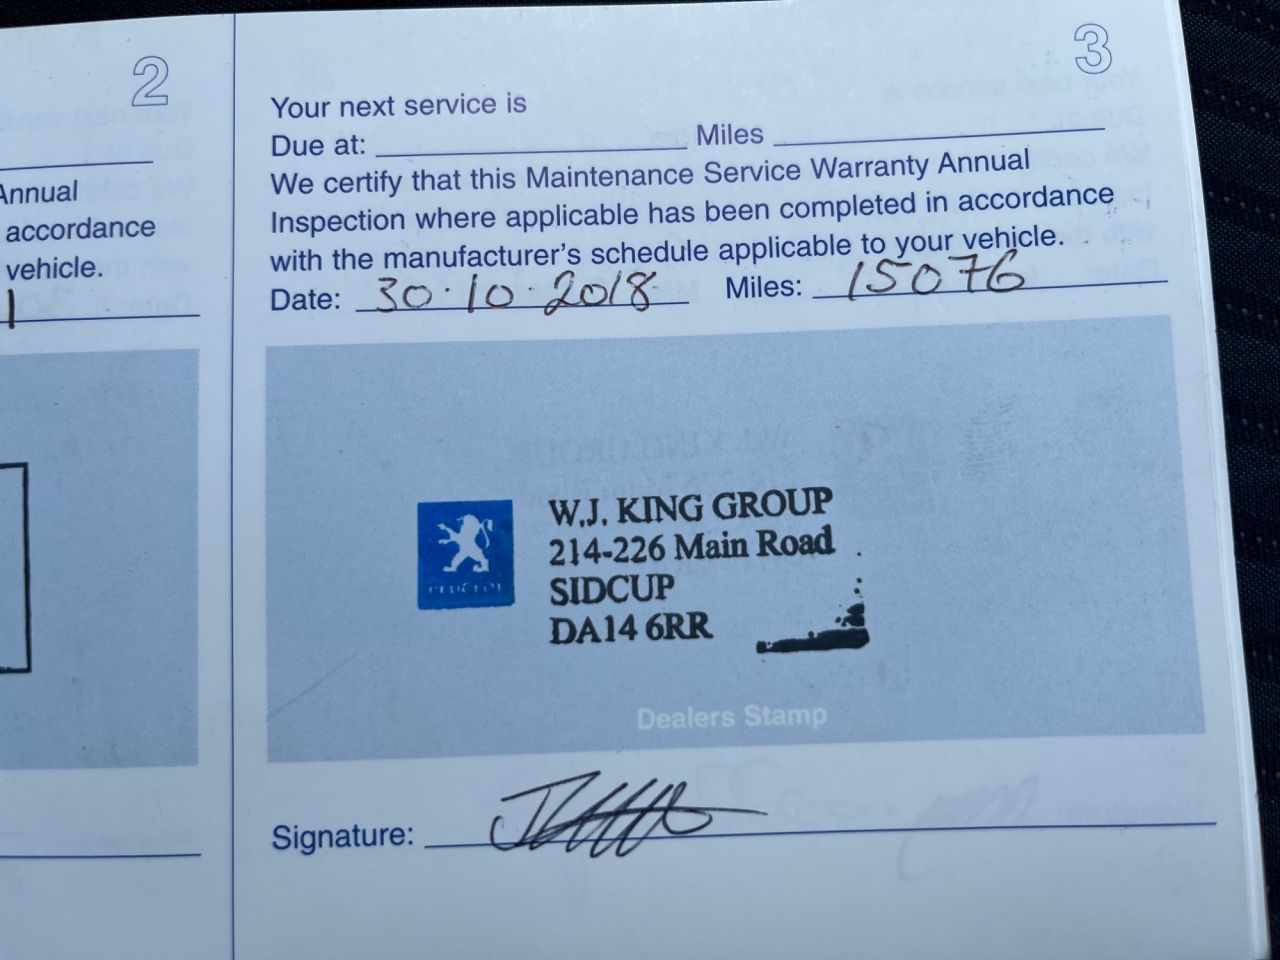 2
Annual
accordance
vehicle.
3
Your next service is
Due at: Miles
We certify that this Maintenance Service Warranty Annual
Inspection where applicable has been completed in accordance
with the manufacturer's schedule applicable to your vehicle.
Date: 30·10·2018 Miles: 15076
PEUGEOT
W.J. KING GROUP
214-226 Main Road
SIDCUP
DA14 6RR
Dealers Stamp
Signature: